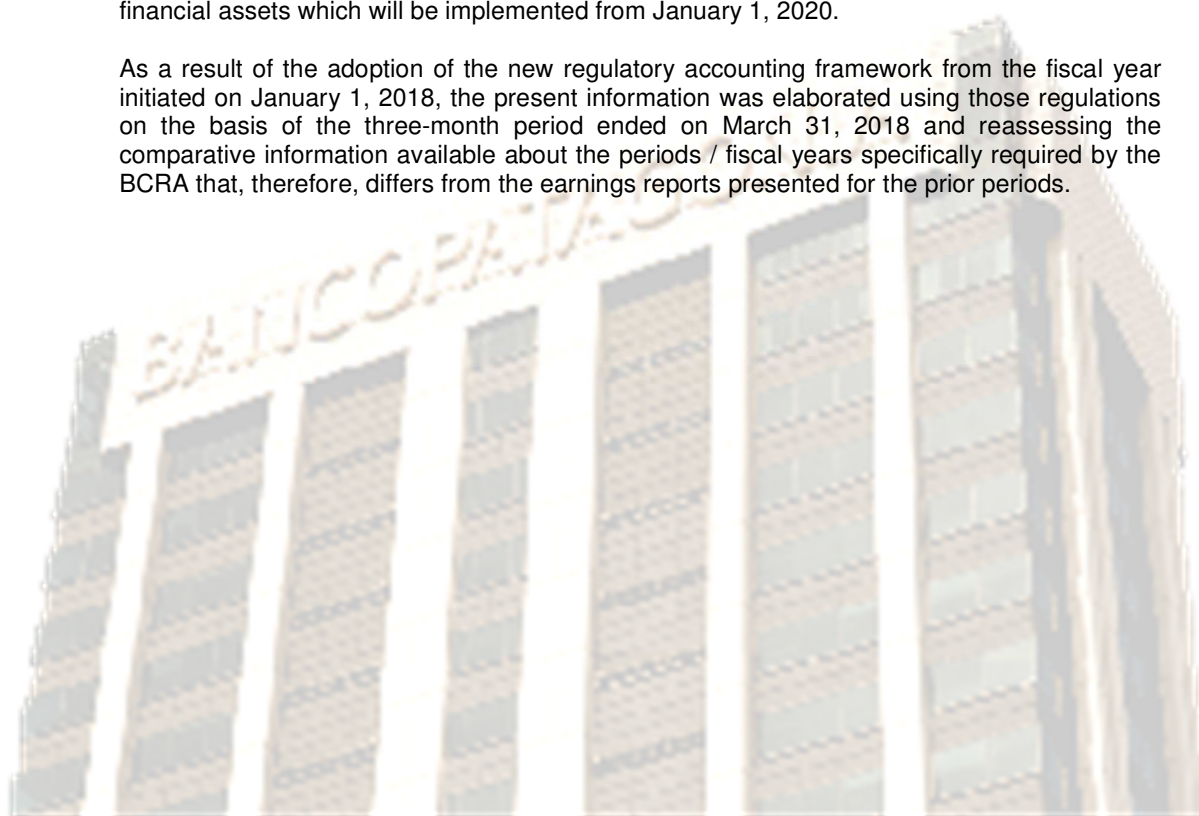 financial assets which will be implemented from January 1, 2020.
As a result of the adoption of the new regulatory accounting framework from the fiscal year
initiated on January 1, 2018, the present information was elaborated using those regulations
on the basis of the three-month period ended on March 31, 2018 and reassessing the
comparative information available about the periods / fiscal years specifically required by the
BCRA that, therefore, differs from the earnings reports presented for the prior periods.
BANCOPATAGO